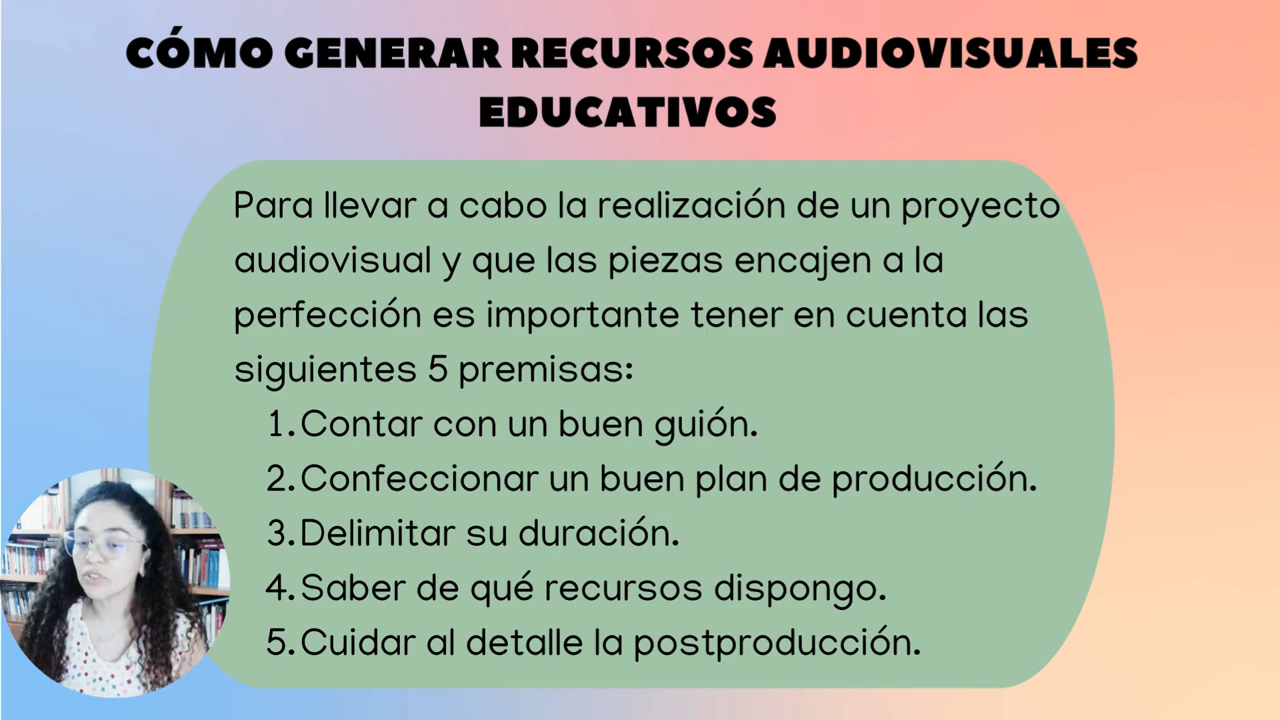 CÓMO GENERAR RECURSOS AUDIOVISUALES
EDUCATIVOS
Para llevar a cabo la realización de un proyecto
audiovisual y que las piezas encajen a la
perfección es importante tener en cuenta las
siguientes 5 premisas:
1. Contar con un buen guión.
2. Confeccionar un buen plan de producción.
3. Delimitar su duración.
4. Saber de qué recursos dispongo.
5. Cuidar al detalle la postproducción.